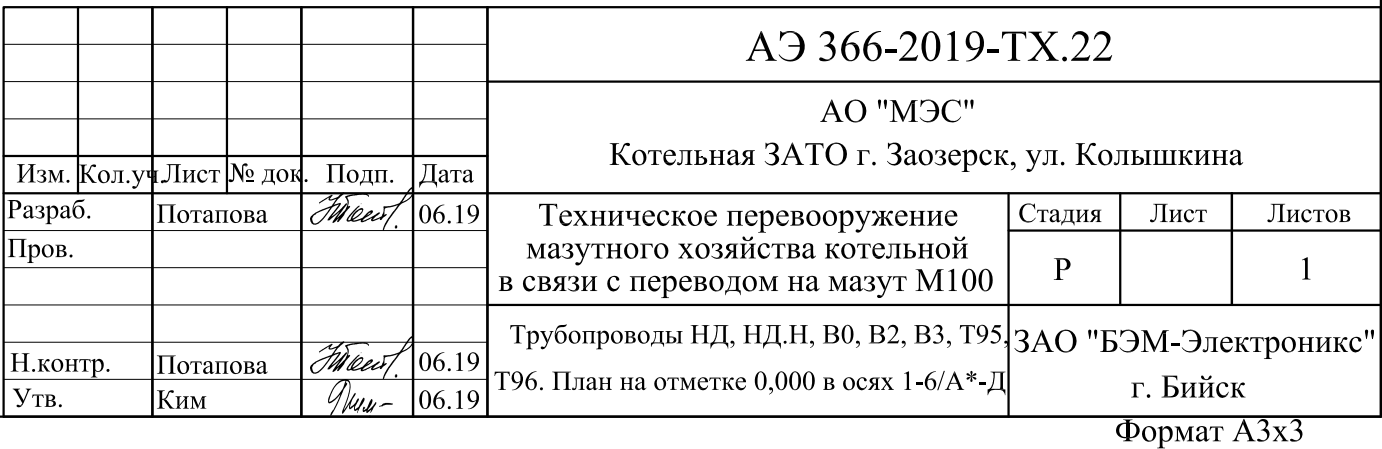 АЭ 366-2019-ТХ.22
АО "МЭС"
Котельная ЗАТО г. Заозерск, ул. Колышкина
Изм. Кол.уч. Лист № док. Подп. Дата
Разраб. Потапова 06.19
Пров.
Н.контр. Потапова 06.19
Утв. Ким 06.19
Техническое перевооружение
мазутного хозяйства котельной
в связи с переводом на мазут М100
Стадия Лист Листов
Р 1
Трубопроводы НД, НД.Н, В0, В2, В3, Т95,
Т96. План на отметке 0,000 в осях 1-6/А*-Д
ЗАО "БЭМ-Электроникс"
г. Бийск
Формат А3х3